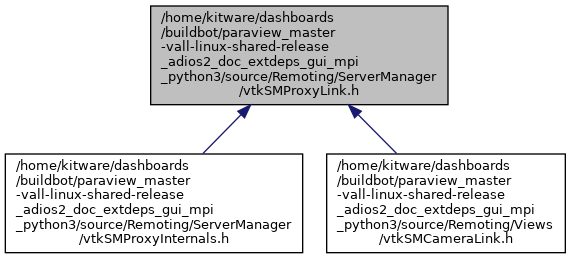 /home/kitware/dashboards
/buildbot/paraview_master
-vall-linux-shared-release
_adios2_doc_extdeps_gui_mpi
_python3/source/Remoting/ServerManager
/vtkSMProxyLink.h
/home/kitware/dashboards
/buildbot/paraview_master
-vall-linux-shared-release
_adios2_doc_extdeps_gui_mpi
_python3/source/Remoting/ServerManager
/vtkSMProxyInternals.h
/home/kitware/dashboards
/buildbot/paraview_master
-vall-linux-shared-release
_adios2_doc_extdeps_gui_mpi
_python3/source/Remoting/Views
/vtkSMCameraLink.h